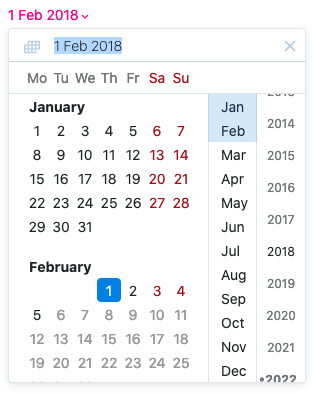 1 Feb 2018
1 Feb 2018
Mo Tu We Th Fr Sa Su
January
1 2 3 4 5 6 7
8 9 10 11 12 13 14
15 16 17 18 19 20 21
22 23 24 25 26 27 28
29 30 31
February
1 2 3 4
5 6 7 8 9 10 11
12 13 14 15 16 17 18
19 20 21 22 23 24 25
Jan
Feb
Mar
Apr
May
Jun
Jul
Aug
Sep
Oct
Nov
Dec
2014
2015
2016
2017
2018
2019
2020
2021
•2022